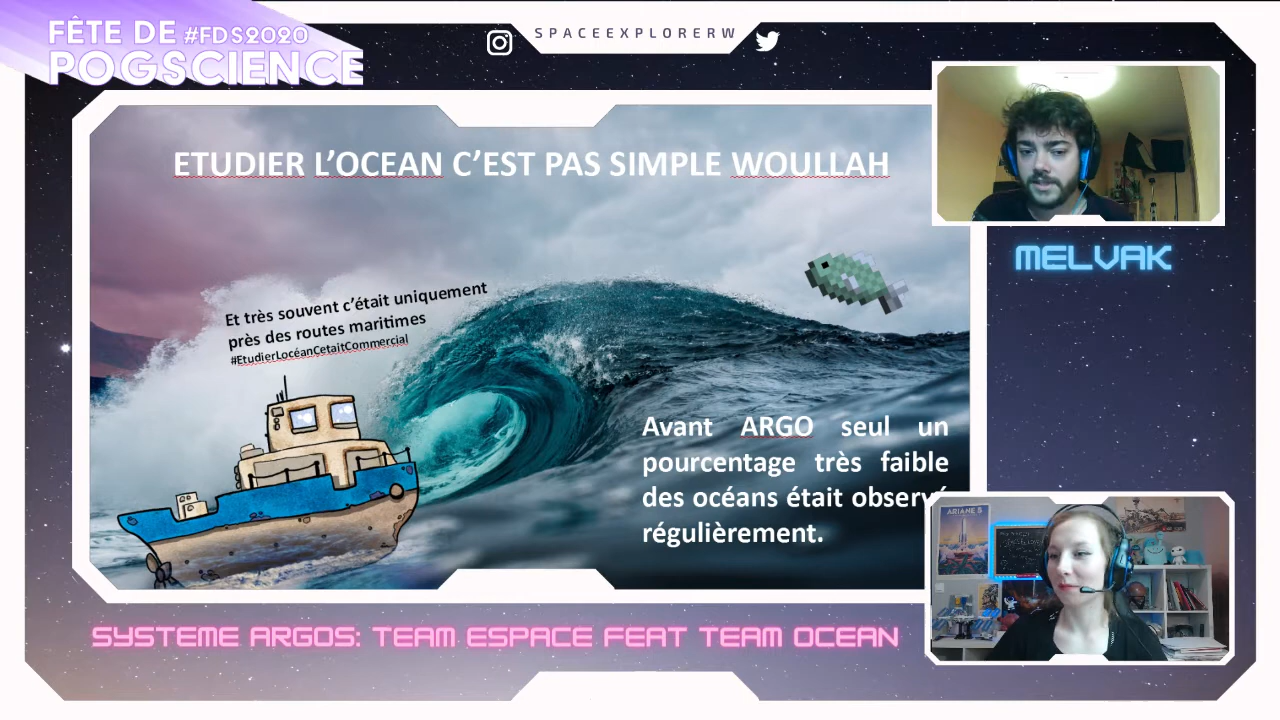 FÊTE DE #FDS2020
POGSCIENCE
SPACEEXPLORERW
ETUDIER L'OCEAN C'EST PAS SIMPLE WOULLAH
MELVAK
Et très souvent c'était uniquement
près des routes maritimes
#EtudierLocéanCetaitCommercial
Avant ARGO seul un
pourcentage très faible
des océans était observé
régulièrement.
ARIANE 5
SYSTEME ARGOS: TEAM ESPACE FEAT TEAM OCEAN